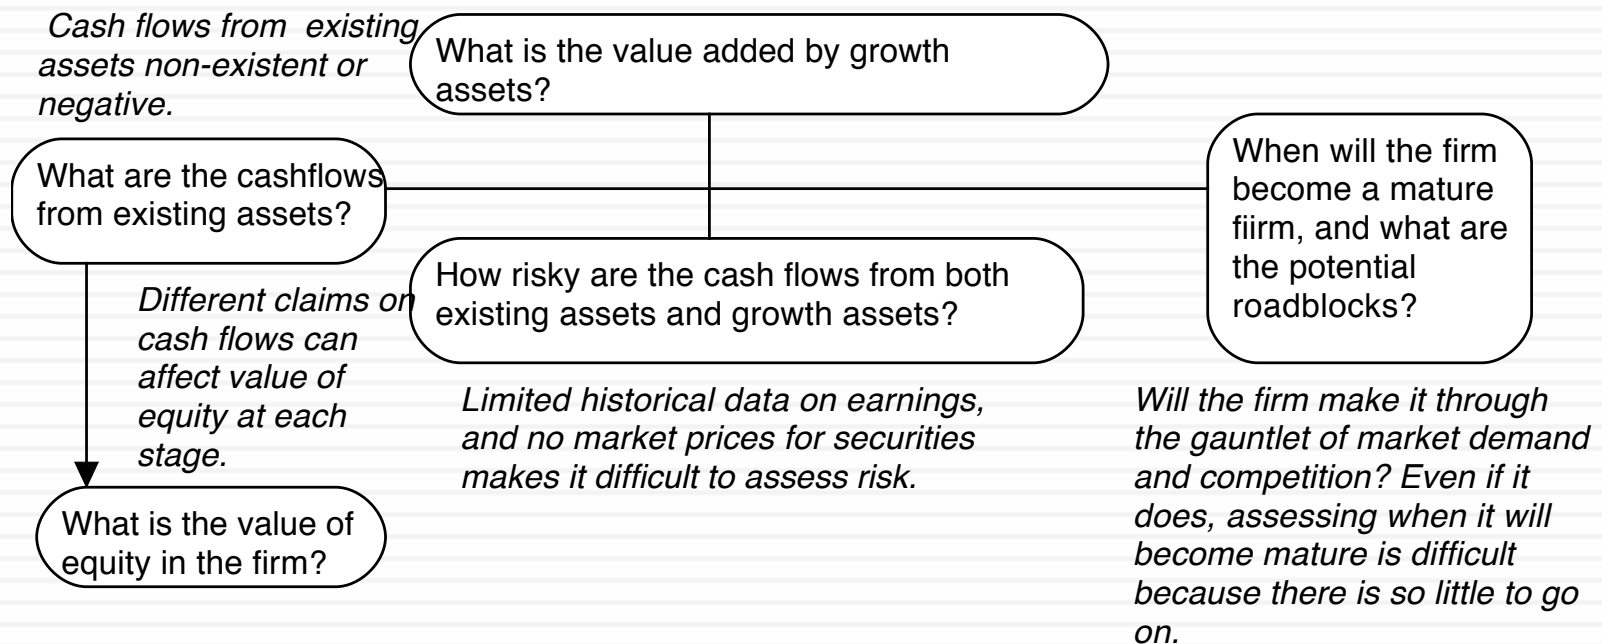 Cash flows from  existing
assets non-existent or
negative.
What is the value added by growth
assets?
What are the cashflows
from existing assets?
When will the firm
become a mature
fiirm, and what are
the potential
roadblocks?
How risky are the cash flows from both
existing assets and growth assets?
Different claims on
cash flows can
affect value of
equity at each
stage.
Limited historical data on earnings,
and no market prices for securities
makes it difficult to assess risk.
Will the firm make it through
the gauntlet of market demand
and competition? Even if it
does, assessing when it will
become mature is difficult
because there is so little to go
on.
What is the value of
equity in the firm?